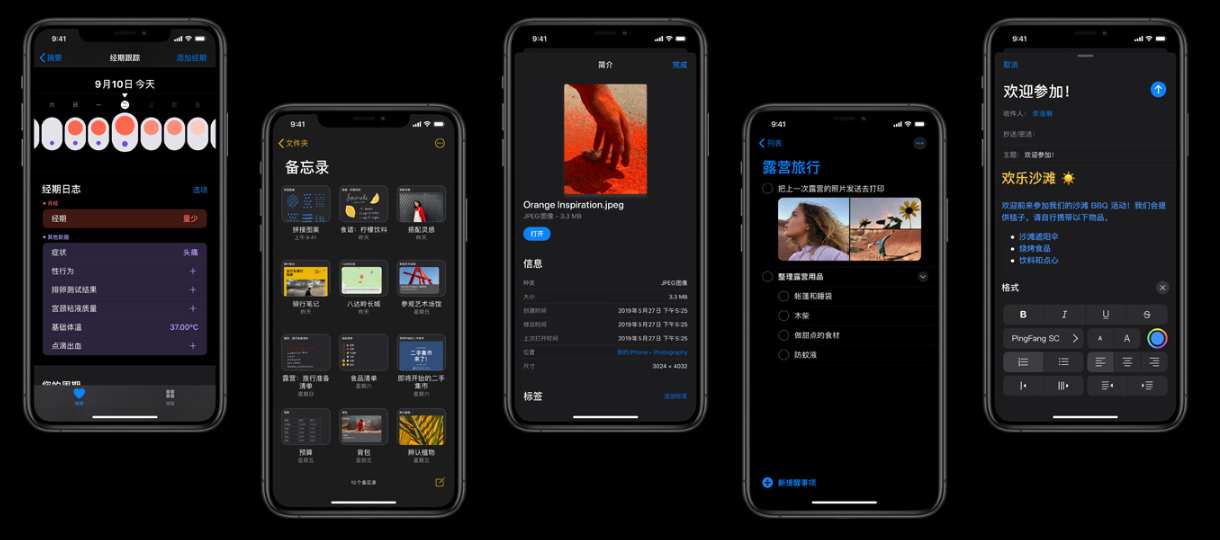 9:41
摘要
经期跟踪
添加经期
9月10日 今天
六 日 一 二 三 四 五
经期日志
选项
• 月经
经期
量少
• 其他数据
症状
头痛
性行为
排卵测试结果
宫颈粘液质量
基础体温
37.00°C
点滴出血
你的周期
摘要
浏览
9:41
文件夹
备忘录
拼接图案
上午9:41
食谱：柠檬饮料
昨天
搭配灵感
昨天
骑行笔记
昨天
八达岭长城
昨天
参观艺术场馆
星期日
露营：旅行准备
清单
星期日
食品清单
星期六
二手集市
来了！
即将开始的二手
集市
星期六
预算
星期五
背包
星期五
辨认植物
星期五
15个备忘录
9:41
简介
完成
Orange Inspiration.jpeg
JPEG图像 - 3.3 MB
打开
信息
种类
JPEG图像
大小
3.3 MB
创建时间
2019年5月27日 下午5:25
修改时间
2019年5月27日 下午5:25
上次打开时间
2019年5月27日 下午5:25
位置
我的 iPhone • Photography
尺寸
3024 × 4032
标签
添加标签
9:41
列表
露营旅行
把上一次露营的照片发送去打印
整理露营用品
帐篷和睡袋
木柴
做甜点的食材
防蚊液
新提醒事项
9:41
取消
欢迎参加！
收件人：
抄送/密送：
主题： 欢迎参加！
欢乐沙滩 ☀️
欢迎前来参加我们的沙滩 BBQ 活动！我们会提
供毯子。请自行携带以下物品。
• 沙滩遮阳伞
• 烧烤食品
• 饮料和点心
格式
B I U S
PingFang SC
A A